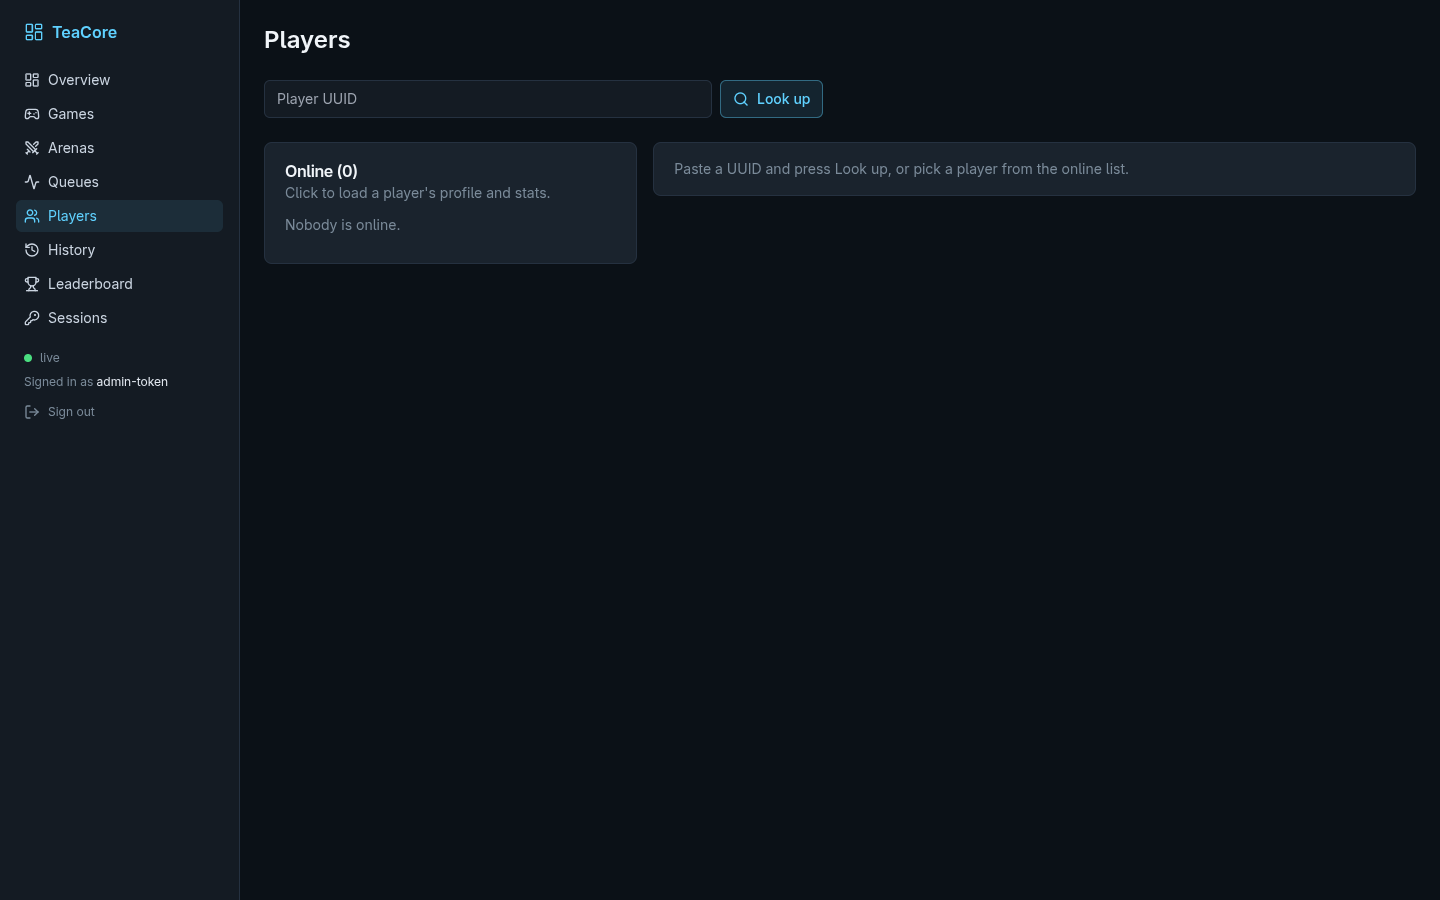 TeaCore
Overview
Games
Arenas
Queues
Players
History
Leaderboard
Sessions
live
Signed in as admin-token
Sign out
Players
Player UUID
Look up
Online (0)
Click to load a player's profile and stats.
Nobody is online.
Paste a UUID and press Look up, or pick a player from the online list.